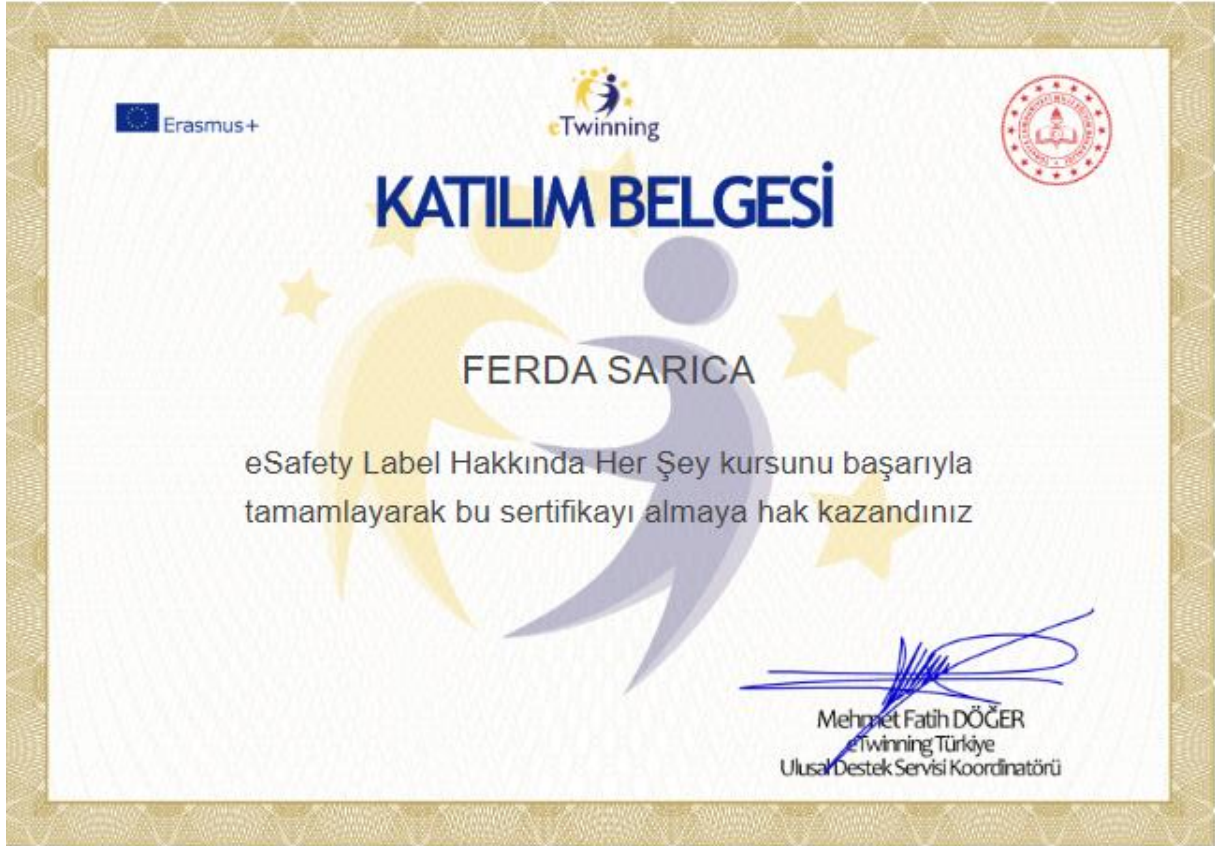 Erasmus+
eTwinning
KATILIM BELGESİ
FERDA SARICA
eSafety Label Hakkında Her Şey kursunu başarıyla
tamamlayarak bu sertifikayı almaya hak kazandınız
Mehmet Fatih DÖĞER
eTwinning Türkiye
Ulusal Destek Servisi Koordinatörü